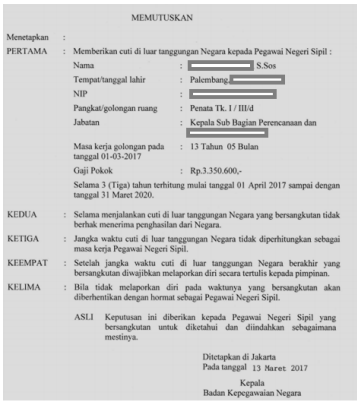 MEMUTUSKAN
Menetapkan :
PERTAMA : Memberikan cuti di luar tanggungan Negara kepada Pegawai Negeri Sipil :
Nama : S.Sos
Tempat/tanggal lahir : Palembang,
NIP :
Pangkat/golongan ruang : Penata Tk. I / III/d
Jabatan : Kepala Sub Bagian Perencanaan dan
Masa kerja golongan pada : 13 Tahun 05 Bulan
tanggal 01-03-2017
Gaji Pokok : Rp.3.350.600,-
Selama 3 (Tiga) tahun terhitung mulai tanggal 01 April 2017 sampai dengan
tanggal 31 Maret 2020.
KEDUA : Selama menjalankan cuti di luar tanggungan Negara yang bersangkutan tidak
berhak menerima penghasilan dari Negara.
KETIGA : Jangka waktu cuti di luar tanggungan Negara tidak diperhitungkan sebagai
masa kerja Pegawai Negeri Sipil.
KEEMPAT : Setelah jangka waktu cuti di luar tanggungan Negara berakhir yang
bersangkutan diwajibkan melaporkan diri secara tertulis kepada pimpinan.
KELIMA : Bila tidak melaporkan diri pada waktunya yang bersangkutan akan
diberhentikan dengan hormat sebagai Pegawai Negeri Sipil.
ASLI Keputusan ini diberikan kepada Pegawai Negeri Sipil yang
bersangkutan untuk diketahui dan diindahkan sebagaimana
mestinya.
Ditetapkan di Jakarta
Pada tanggal 13 Maret 2017
Kepala
Badan Kepegawaian Negara